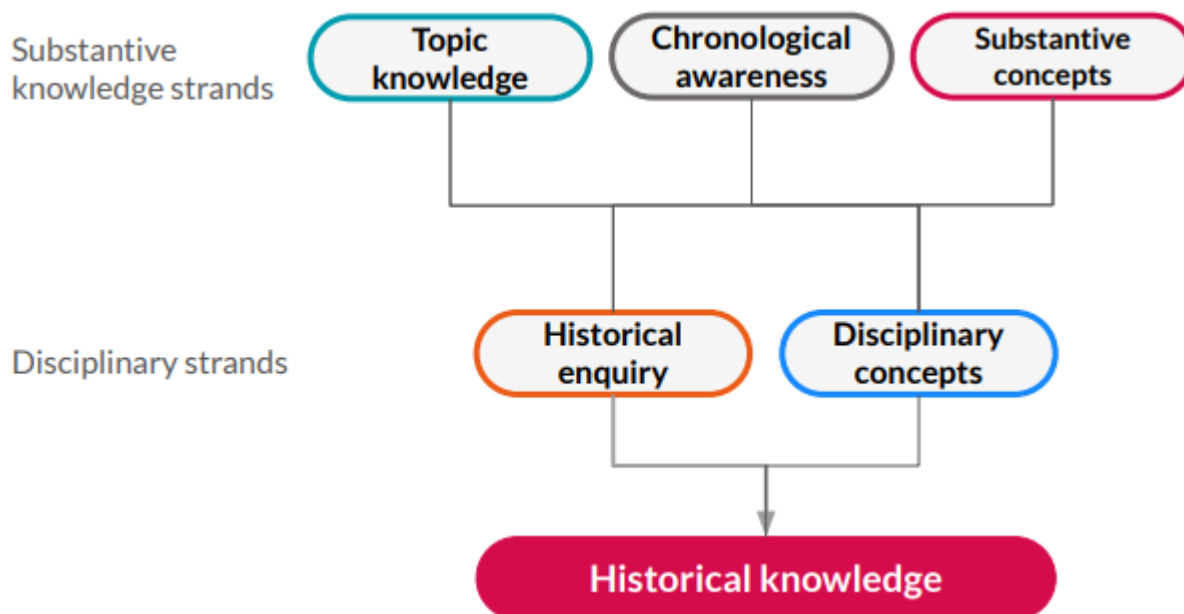 Substantive
knowledge strands
Topic
knowledge
Chronological
awareness
Substantive
concepts
Disciplinary strands
Historical
enquiry
Disciplinary
concepts
Historical knowledge